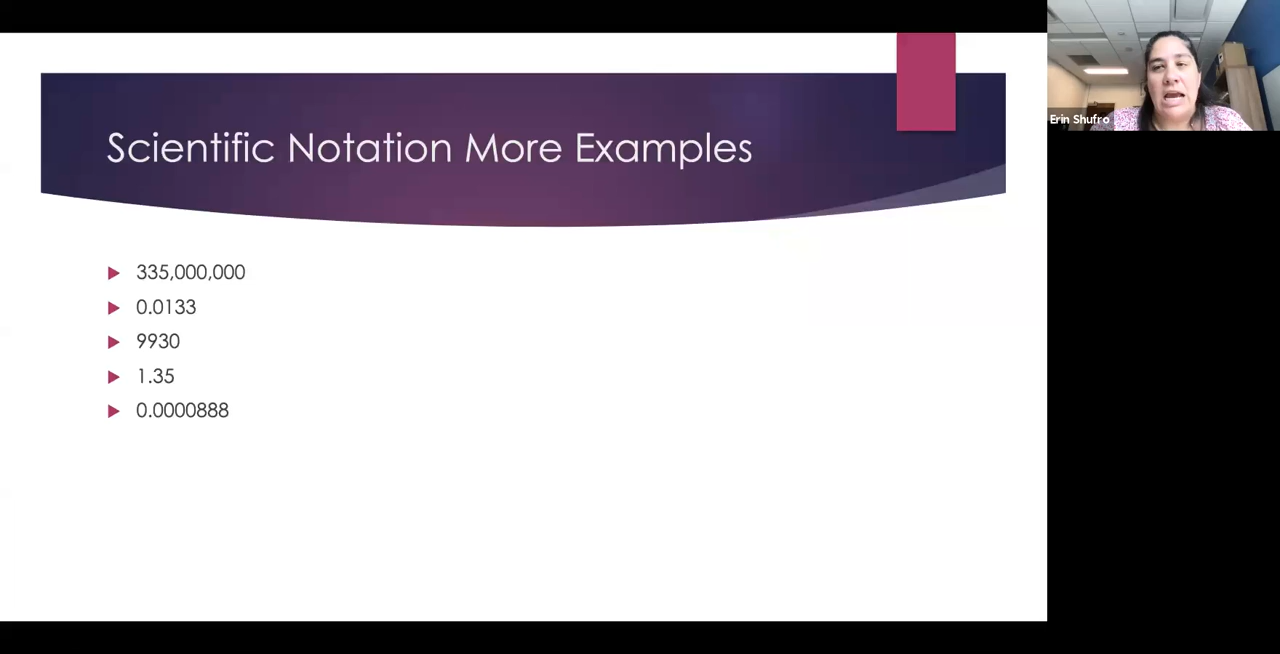 Scientific Notation More Examples
335,000,000
0.0133
9930
1.35
0.0000888
Erin Shufro